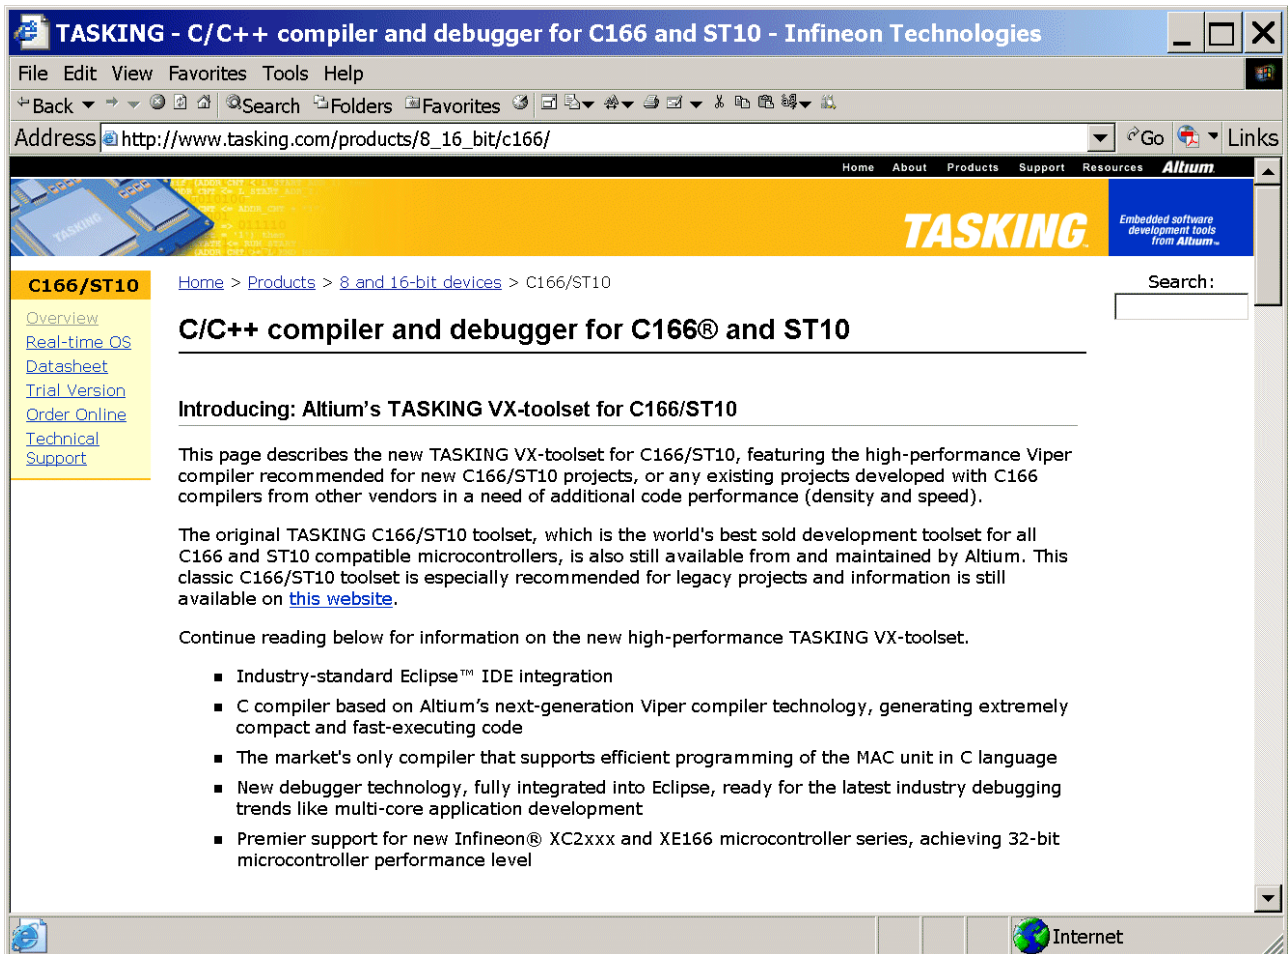 TASKING - C/C++ compiler and debugger for C166 and ST10 - Infineon Technologies
File Edit View Favorites Tools Help
Back Search Folders Favorites
Address http://www.tasking.com/products/8_16_bit/c166/ Go Links
Home About Products Support Resources Altium
TASKING
TASKING
Embedded software
development tools
from Altium
C166/ST10
Overview
Real-time OS
Datasheet
Trial Version
Order Online
Technical
Support
Home > Products > 8 and 16-bit devices > C166/ST10
Search:
C/C++ compiler and debugger for C166® and ST10
Introducing: Altium's TASKING VX-toolset for C166/ST10
This page describes the new TASKING VX-toolset for C166/ST10, featuring the high-performance Viper
compiler recommended for new C166/ST10 projects, or any existing projects developed with C166
compilers from other vendors in a need of additional code performance (density and speed).
The original TASKING C166/ST10 toolset, which is the world's best sold development toolset for all
C166 and ST10 compatible microcontrollers, is also still available from and maintained by Altium. This
classic C166/ST10 toolset is especially recommended for legacy projects and information is still
available on this website.
Continue reading below for information on the new high-performance TASKING VX-toolset.
Industry-standard Eclipse™ IDE integration
C compiler based on Altium's next-generation Viper compiler technology, generating extremely
compact and fast-executing code
The market's only compiler that supports efficient programming of the MAC unit in C language
New debugger technology, fully integrated into Eclipse, ready for the latest industry debugging
trends like multi-core application development
Premier support for new Infineon® XC2xxx and XE166 microcontroller series, achieving 32-bit
microcontroller performance level
Internet